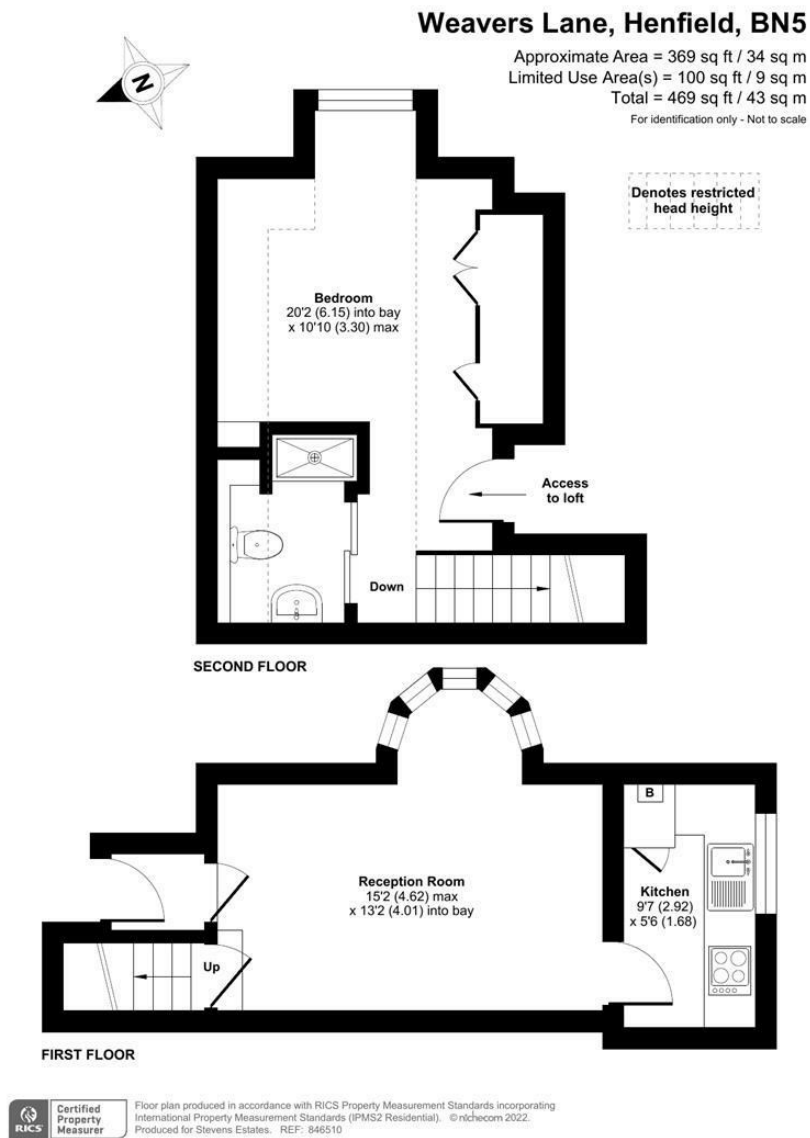 Weavers Lane, Henfield, BN5
Approximate Area = 369 sq ft / 34 sq m
Limited Use Area(s) = 100 sq ft / 9 sq m
Total = 469 sq ft / 43 sq m
For identification only - Not to scale
N
Denotes restricted
head height
Bedroom
20'2 (6.15) into bay
x 10'10 (3.30) max
Access
to loft
Down
SECOND FLOOR
B
Reception Room
15'2 (4.62) max
x 13'2 (4.01) into bay
Kitchen
9'7 (2.92)
x 5'6 (1.68)
Up
FIRST FLOOR
RICS
Certified
Property
Measurer
Floor plan produced in accordance with RICS Property Measurement Standards incorporating
International Property Measurement Standards (IPMS2 Residential). © nichecom 2022.
Produced for Stevens Estates. REF: 846510